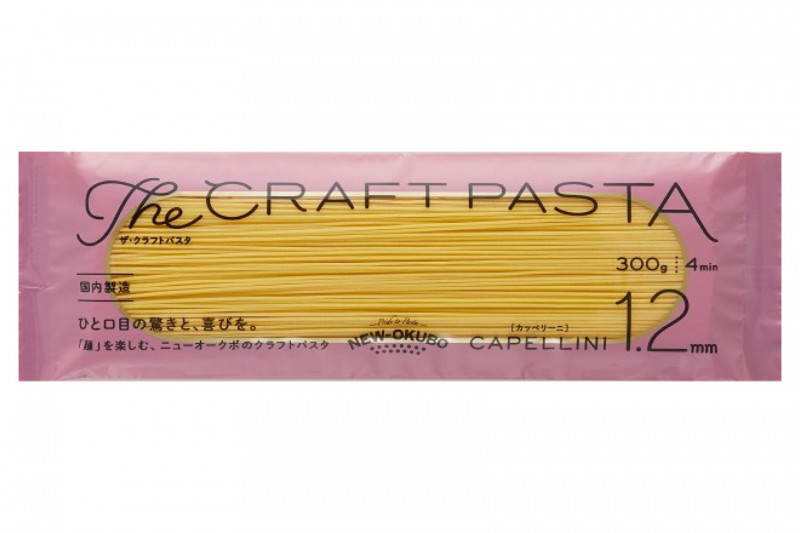 The CRAFT PASTA
ザ・クラフトパスタ
300g 4min
国内製造
1.2mm
ひと口目の驚きと、喜びを。
「麺」を楽しむ、ニューオークボのクラフトパスタ
Pride to Pasta
NEW-OKUBO
[カッペリーニ]
CAPELLINI